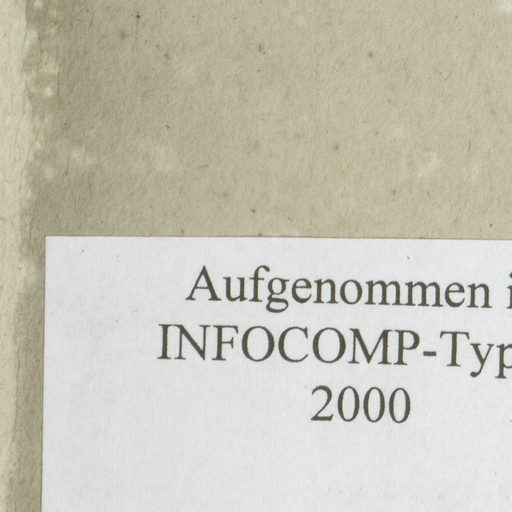 Aufgenommen i
INFOCOMP-Typ
2000